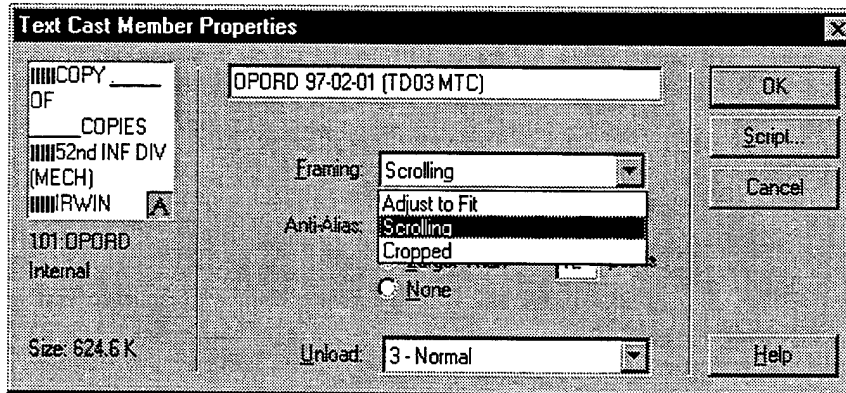 Text Cast Member Properties
COPY _____
OF
_____COPIES
52nd INF DIV
(MECH)
IRWIN
A
101:OPORD
Internal
Size: 624.6 K
OPORD 97-02-01 (TD03 MTC)
Framing: Scrolling
Adjust to Fit
Anti-Alias: Scrolling
Cropped
None
Unload: 3 - Normal
OK
Script...
Cancel
Help